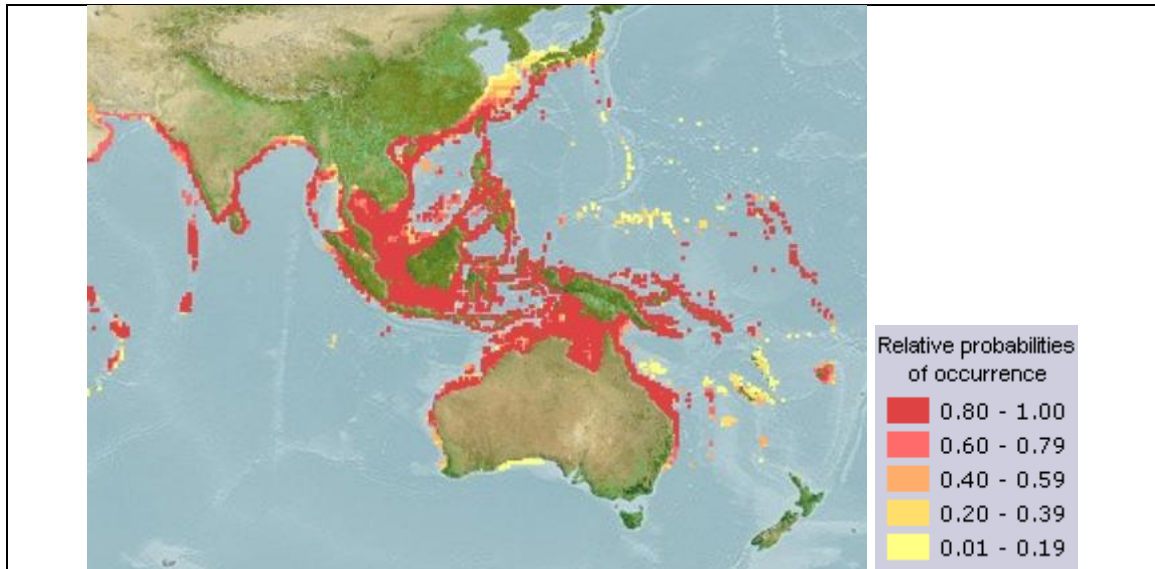 Relative probabilities
of occurrence
0.80 - 1.00
0.60 - 0.79
0.40 - 0.59
0.20 - 0.39
0.01 - 0.19